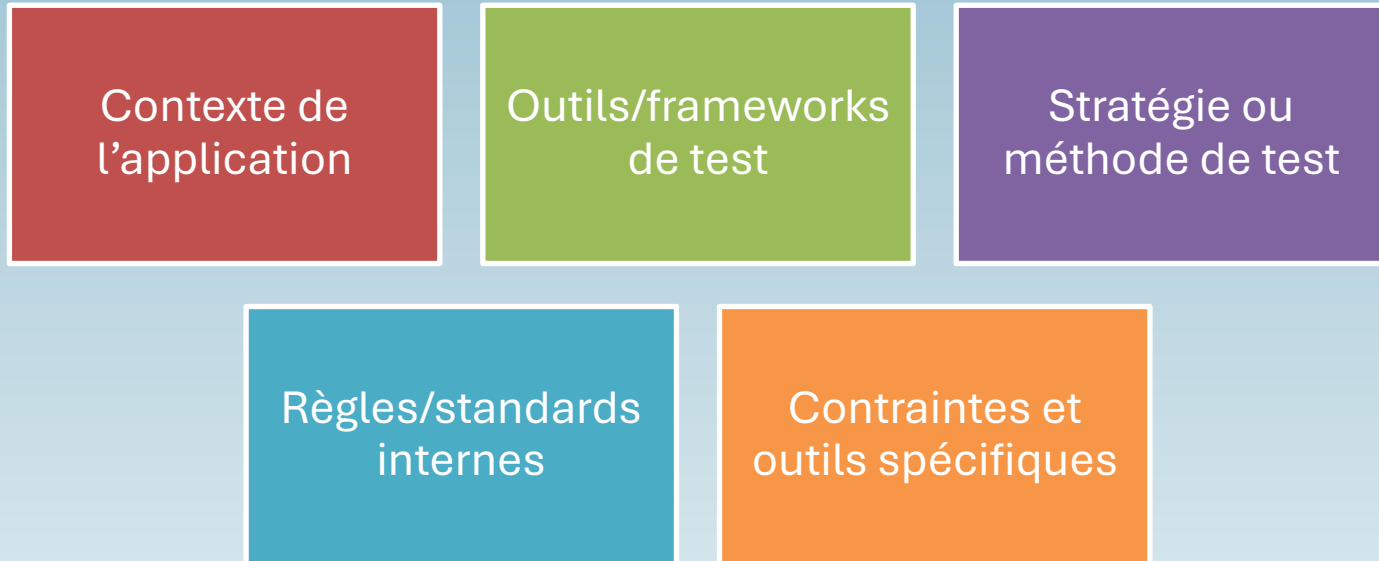 Contexte de
l’application
Outils/frameworks
de test
Stratégie ou
méthode de test
Règles/standards
internes
Contraintes et
outils spécifiques